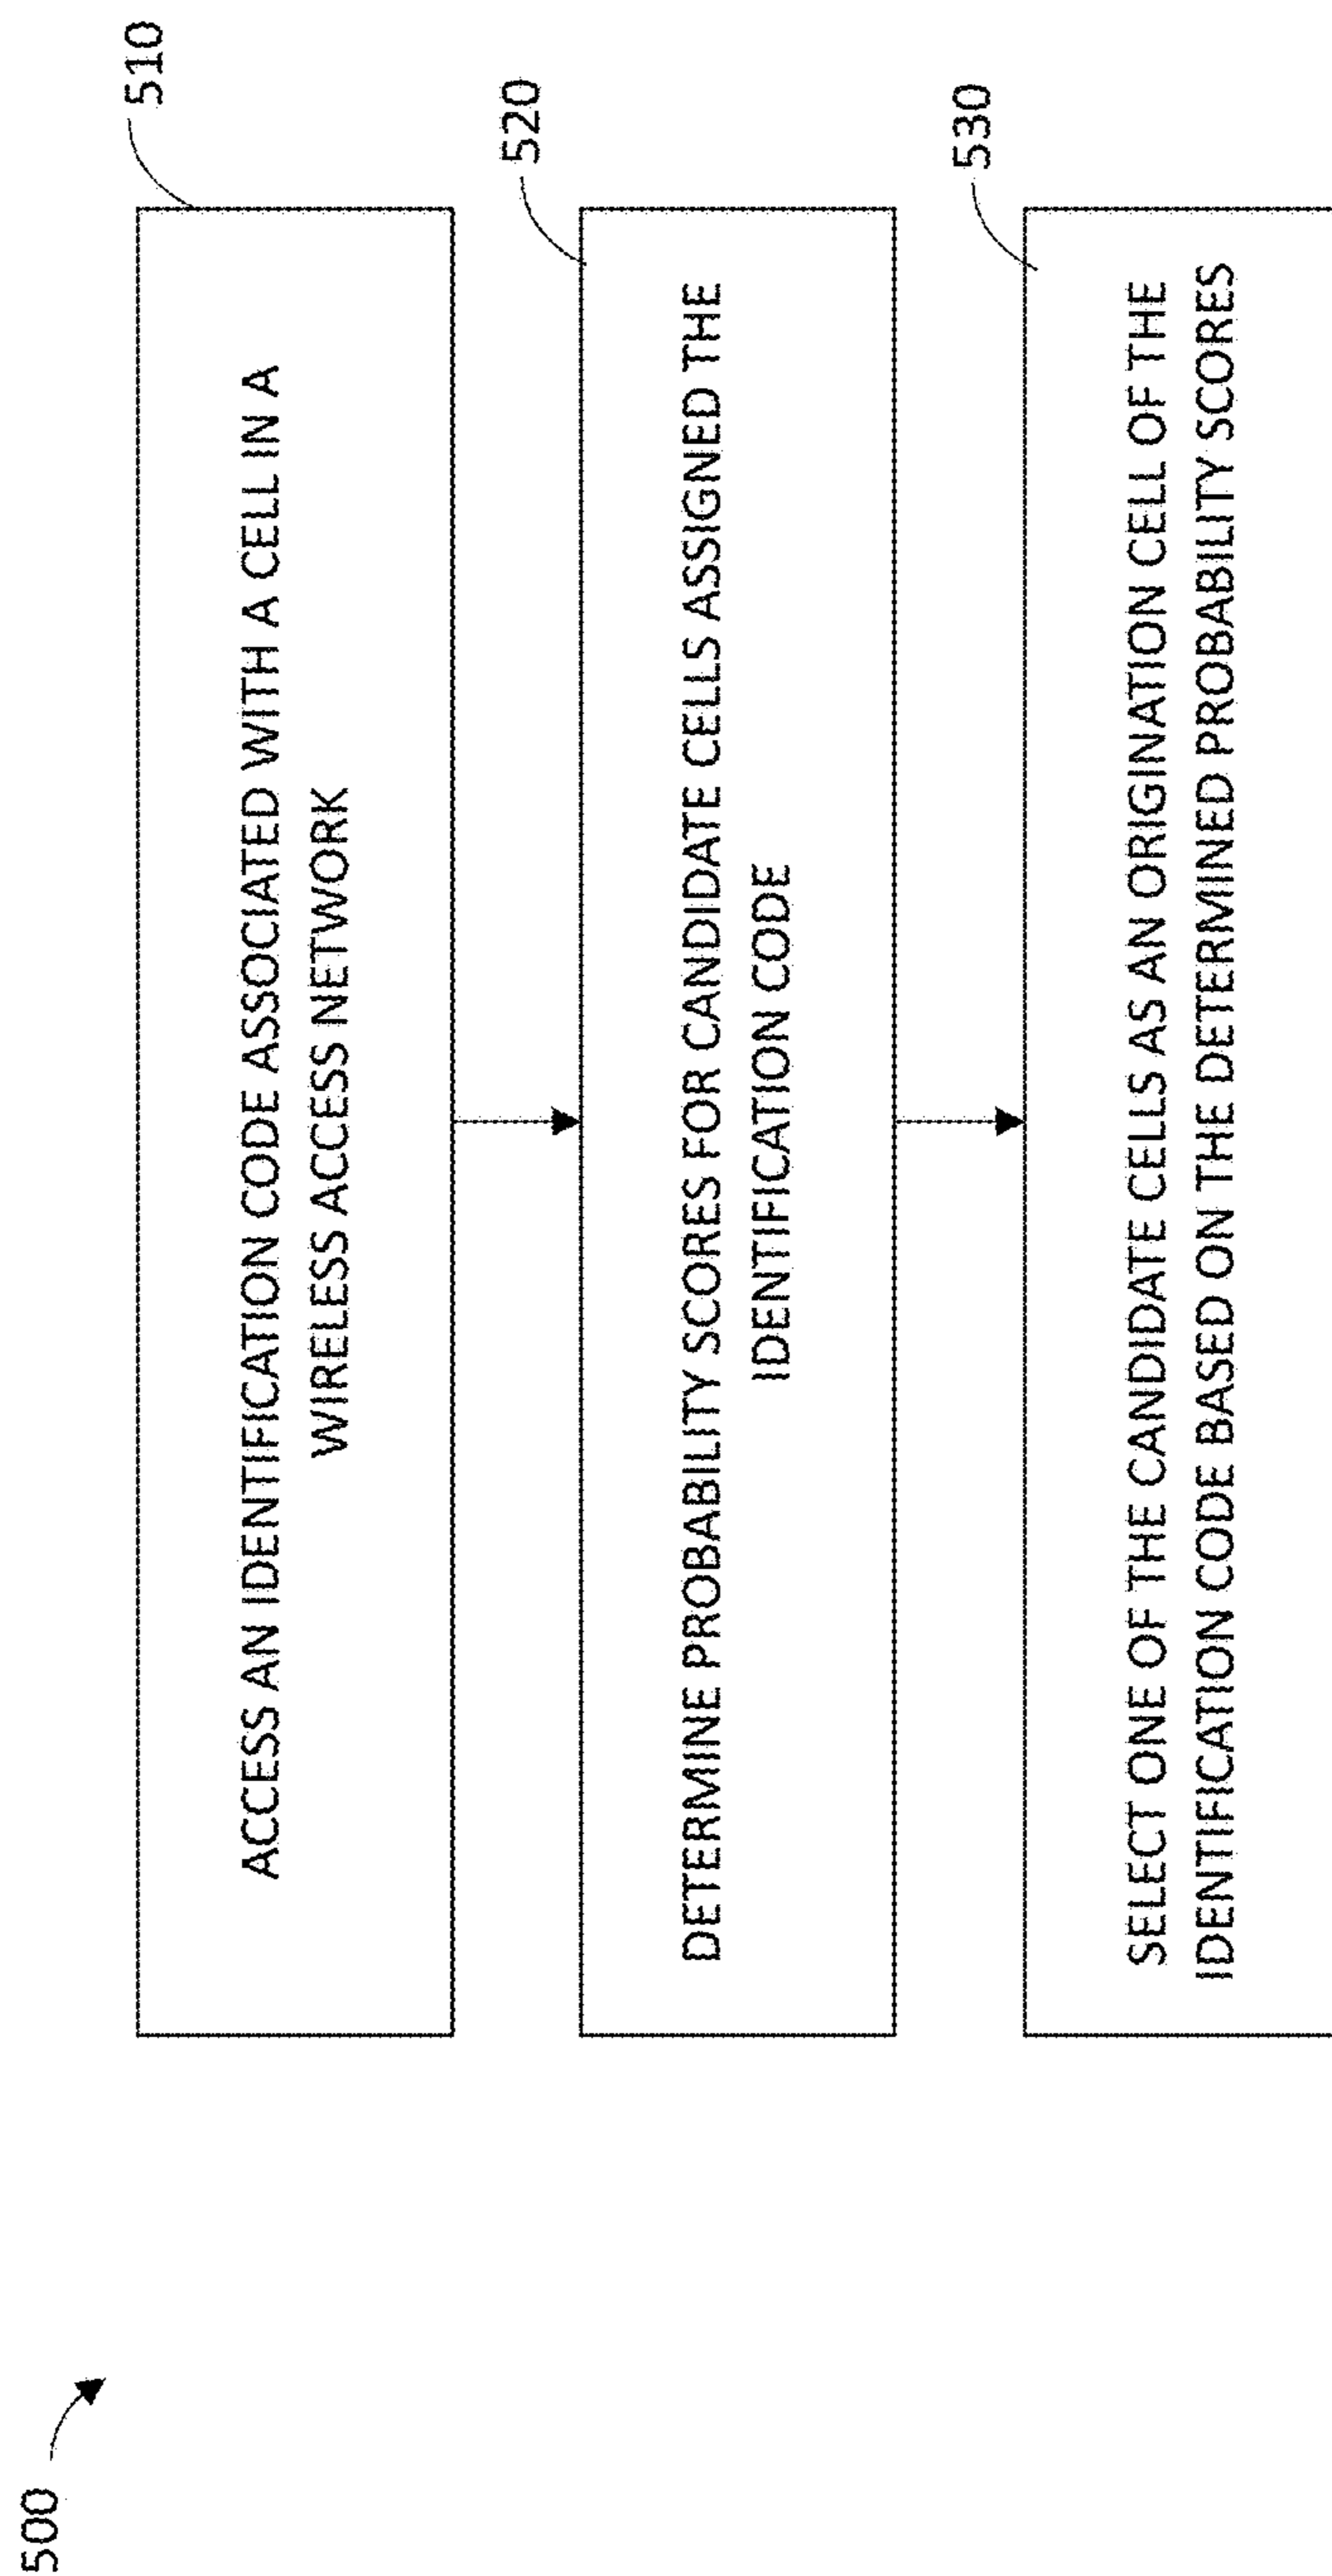 500
510
ACCESS AN IDENTIFICATION CODE ASSOCIATED WITH A CELL IN A
WIRELESS ACCESS NETWORK
520
DETERMINE PROBABILITY SCORES FOR CANDIDATE CELLS ASSIGNED THE
IDENTIFICATION CODE
530
SELECT ONE OF THE CANDIDATE CELLS AS AN ORIGINATION CELL OF THE
IDENTIFICATION CODE BASED ON THE DETERMINED PROBABILITY SCORES